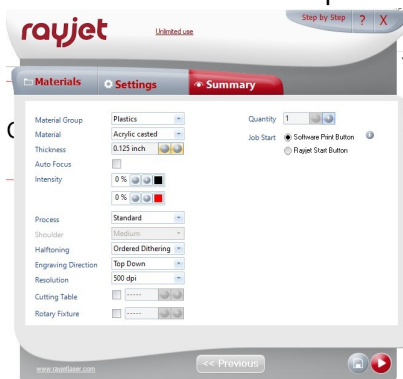 Step by Step ? X
rayjet
Unlimited use
Materials Settings Summary
Material Group Plastics Quantity 1
Material Acrylic casted Job Start Software Print Button
Thickness 0.125 inch Rayjet Start Button
Auto Focus
Intensity 0 %
0 %
Process Standard
Shoulder Medium
Halftoning Ordered Dithering
Engraving Direction Top Down
Resolution 500 dpi
Cutting Table -----
Rotary Fixture -----
<< Previous
www.rayjetlaser.com